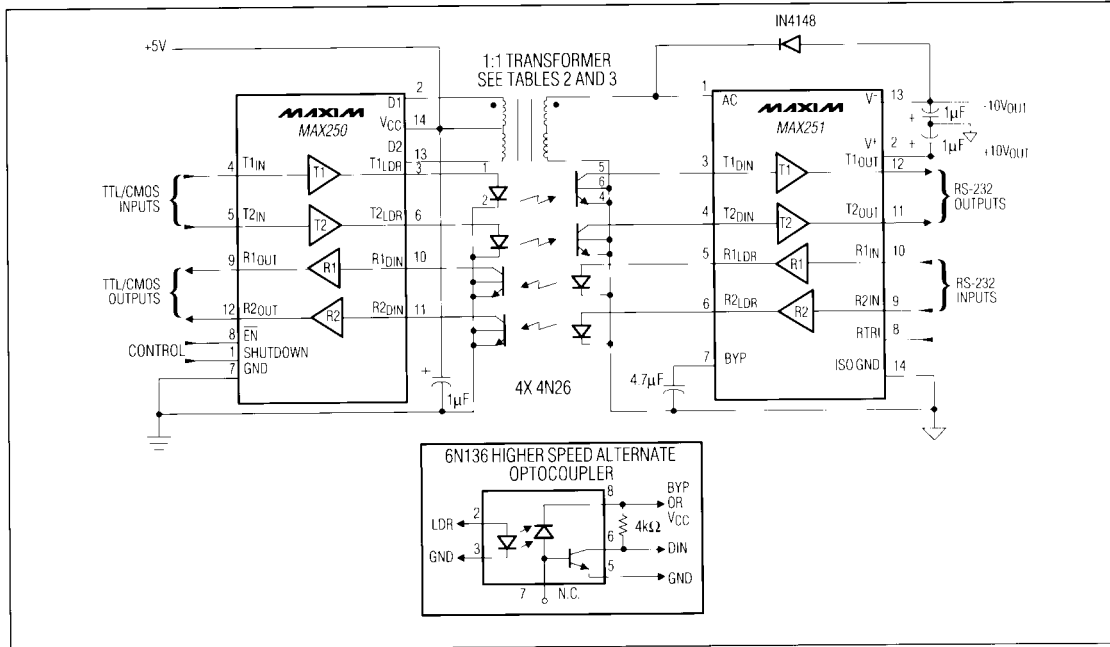 IN4148
+5V
1:1 TRANSFORMER
SEE TABLES 2 AND 3
2
D1
MAXIM
MAX250
VCC
14
D2
13
4
T1IN
T1
T1LDR
3
1
2
TTL/CMOS
INPUTS
5
T2IN
T2
T2LDR
6
9
R1OUT
R1
R1DIN
10
TTL/CMOS
OUTPUTS
12
R2OUT
R2
R2DIN
11
8
EN
CONTROL
1
SHUTDOWN
7
GND
+
1µF
4X 4N26
5
6
4
1
AC
MAXIM
MAX251
V-
13
-10VOUT
+
1µF
V+
2
+
1µF
+10VOUT
3
T1DIN
T1
T1OUT
12
RS-232
OUTPUTS
4
T2DIN
T2
T2OUT
11
5
R1LDR
R1
R1IN
10
RS-232
INPUTS
6
R2LDR
R2
R2IN
9
RTRI
8
7
BYP
4.7µF
ISO GND
14
6N136 HIGHER SPEED ALTERNATE
OPTOCOUPLER
8
BYP
OR
VCC
2
LDR
4kΩ
6
DIN
3
GND
5
GND
7
N.C.